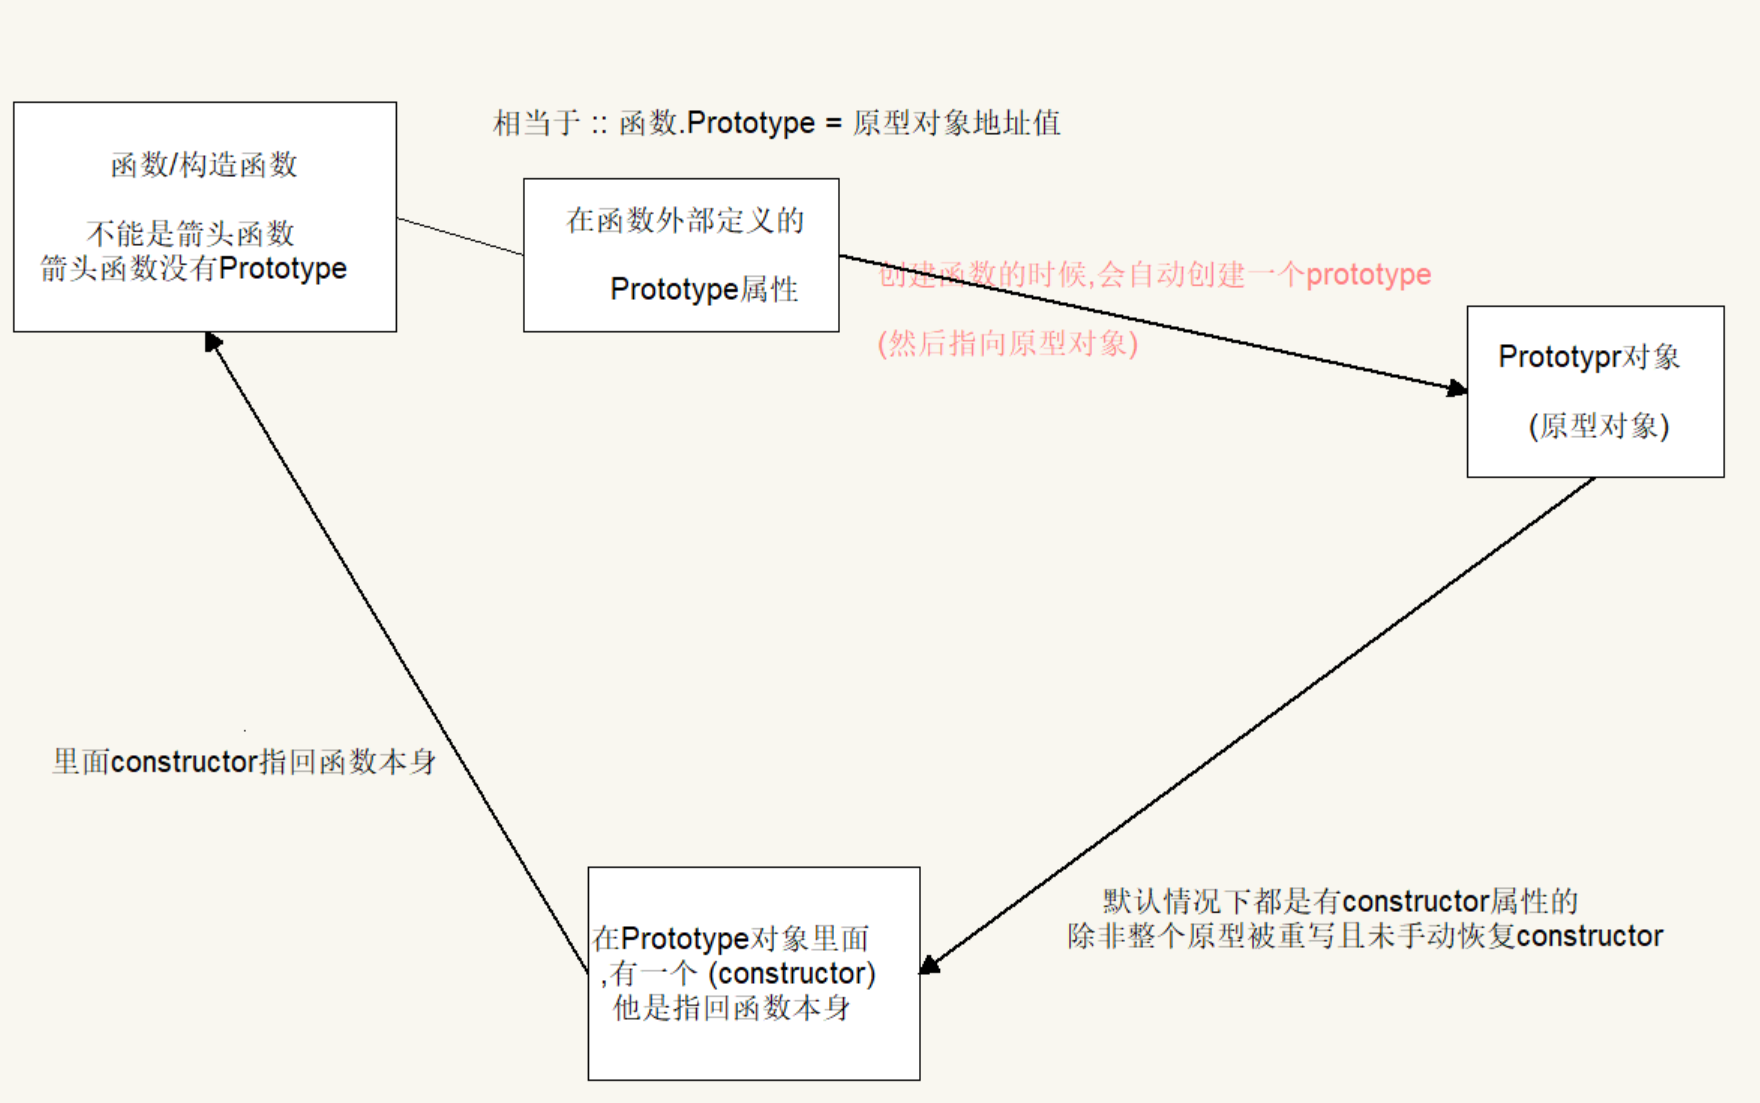 相当于 :: 函数.Prototype = 原型对象地址值
函数/构造函数
不能是箭头函数
箭头函数没有Prototype
在函数外部定义的
Prototype属性
创建函数的时候,会自动创建一个prototype
(然后指向原型对象)
Prototypr对象
(原型对象)
里面constructor指回函数本身
默认情况下都是有constructor属性的
除非整个原型被重写且未手动恢复constructor
在Prototype对象里面
,有一个 (constructor)
他是指回函数本身